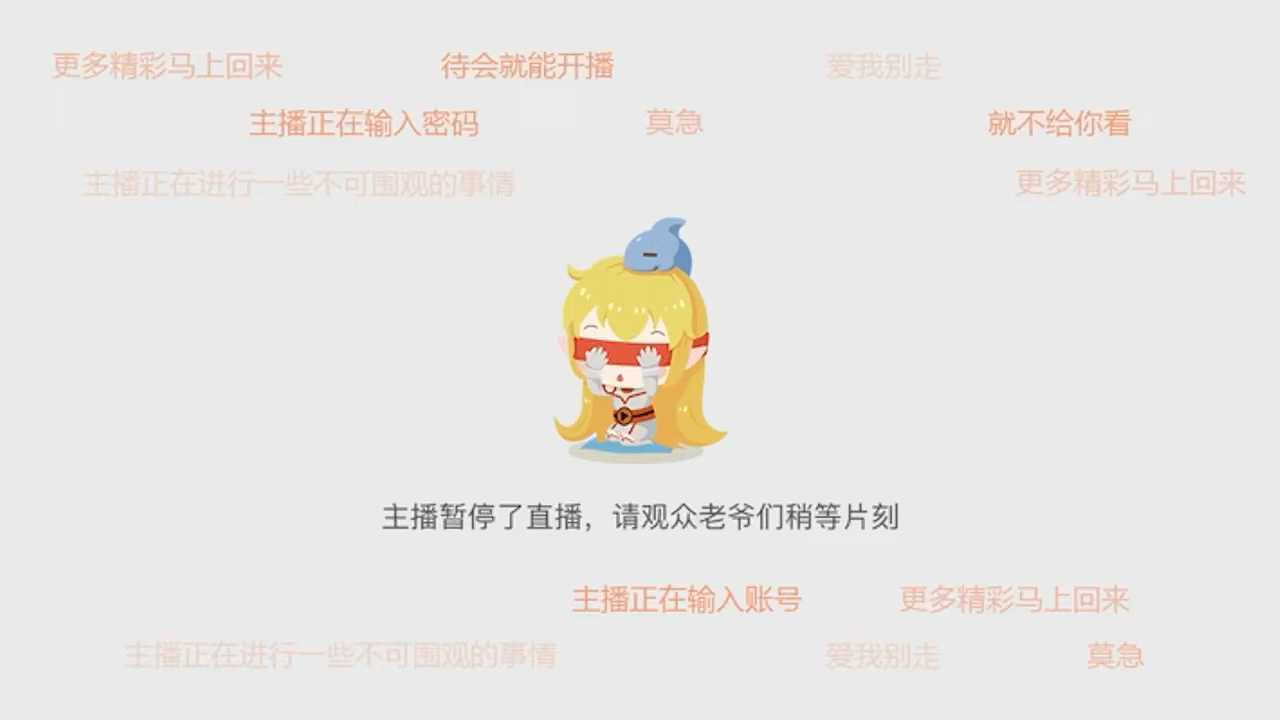 更多精彩马上回来
待会就能开播
爱我别走
主播正在输入密码
莫急
就不给你看
主播正在进行一些不可围观的事情
更多精彩马上回来
主播暂停了直播，请观众老爷们稍等片刻
主播正在输入账号
更多精彩马上回来
主播正在进行一些不可围观的事情
爱我别走
莫急